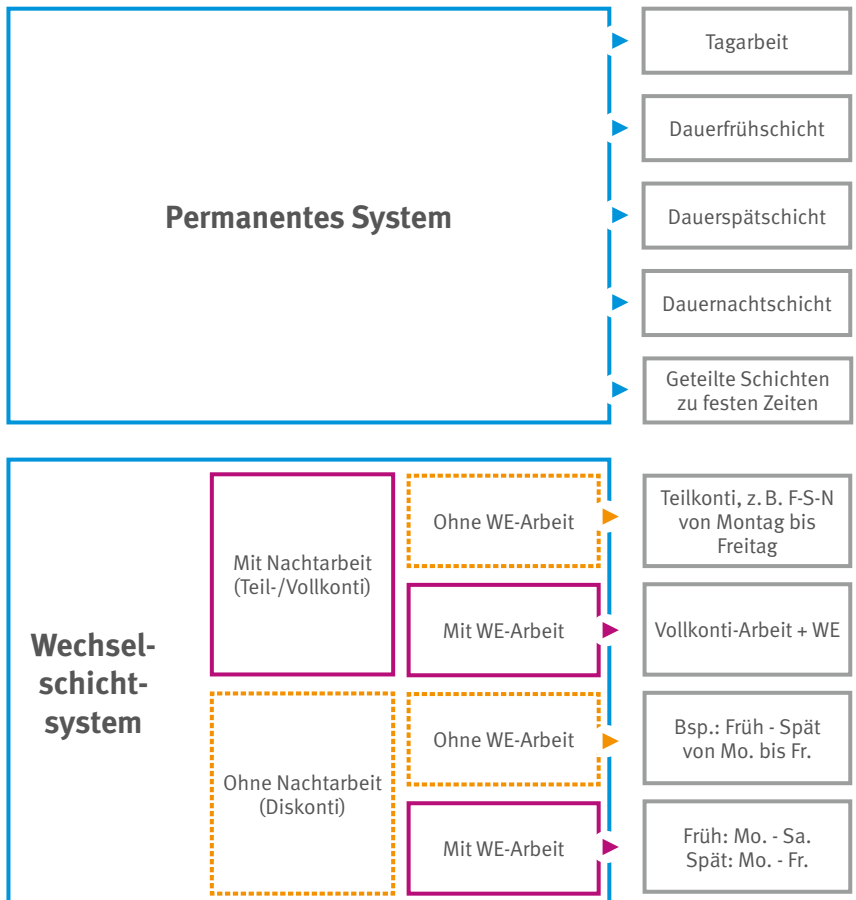 Permanentes System
Tagarbeit
Dauerfrühschicht
Dauerspätschicht
Dauernachtschicht
Geteilte Schichten
zu festen Zeiten
Wechsel-
schicht-
system
Mit Nachtarbeit
(Teil-/Vollkonti)
Ohne WE-Arbeit
Teilkonti, z. B. F-S-N
von Montag bis
Freitag
Mit WE-Arbeit
Vollkonti-Arbeit + WE
Ohne Nachtarbeit
(Diskonti)
Ohne WE-Arbeit
Bsp.: Früh - Spät
von Mo. bis Fr.
Mit WE-Arbeit
Früh: Mo. - Sa.
Spät: Mo. - Fr.